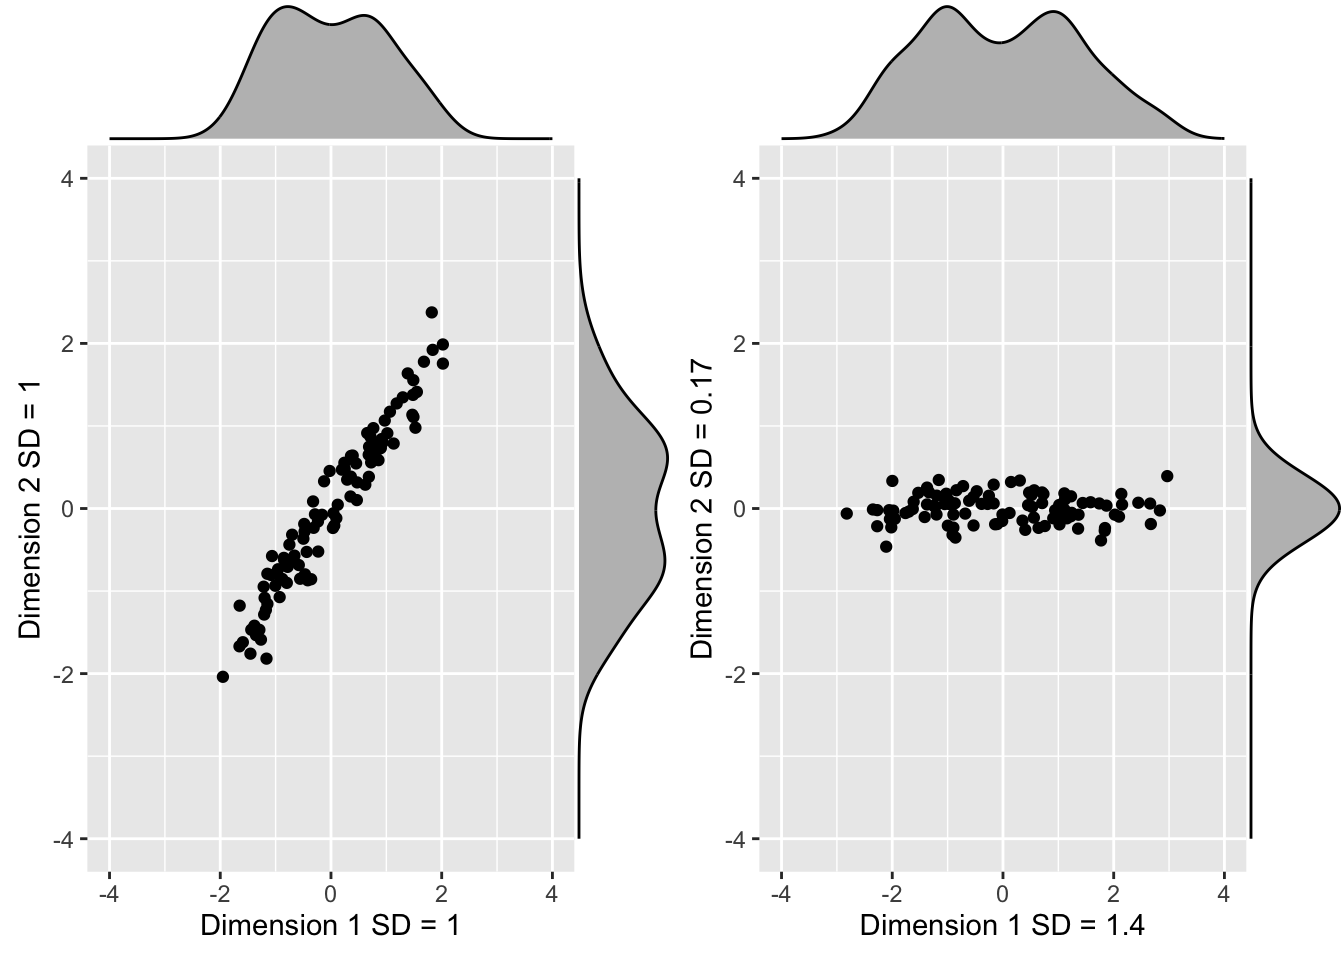 4
2
0
-2
-4
Dimension 2 SD = 1
-4 -2 0 2 4
Dimension 1 SD = 1
4
2
0
-2
-4
Dimension 2 SD = 0.17
-4 -2 0 2 4
Dimension 1 SD = 1.4